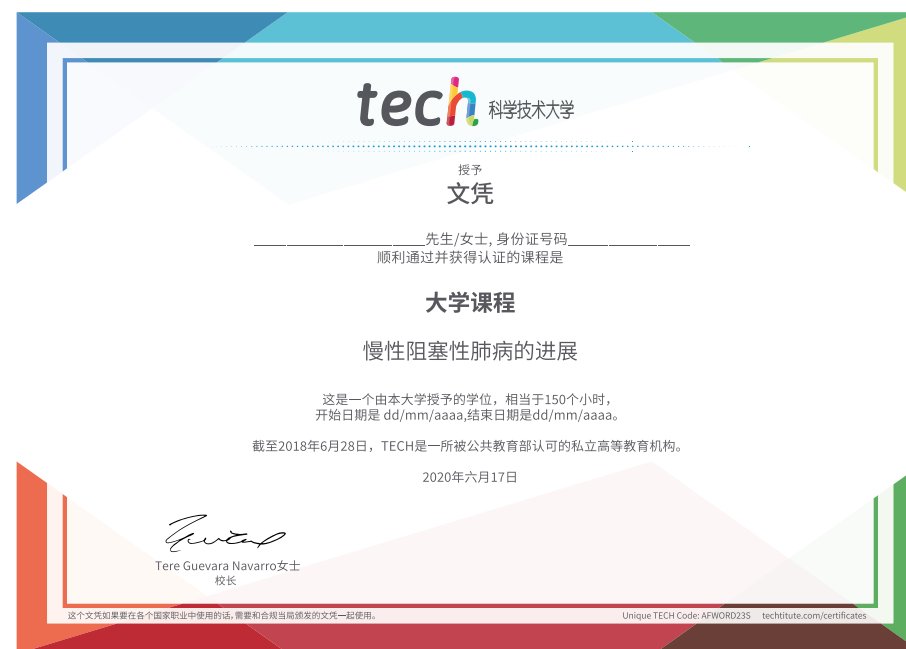 tech 科学技术大学
授予
文凭
先生/女士, 身份证号码
顺利通过并获得认证的课程是
大学课程
慢性阻塞性肺病的进展
这是一个由本大学授予的学位，相当于150个小时，
开始日期是 dd/mm/aaaa,结束日期是dd/mm/aaaa。
截至2018年6月28日，TECH是一所被公共教育部认可的私立高等教育机构。
2020年六月17日
Tere Guevara Navarro女士
校长
这个文凭如果要在各个国家职业中使用的话,需要和合规当局颁发的文凭一起使用。
Unique TECH Code: AFWORD23S techtitute.com/certificates